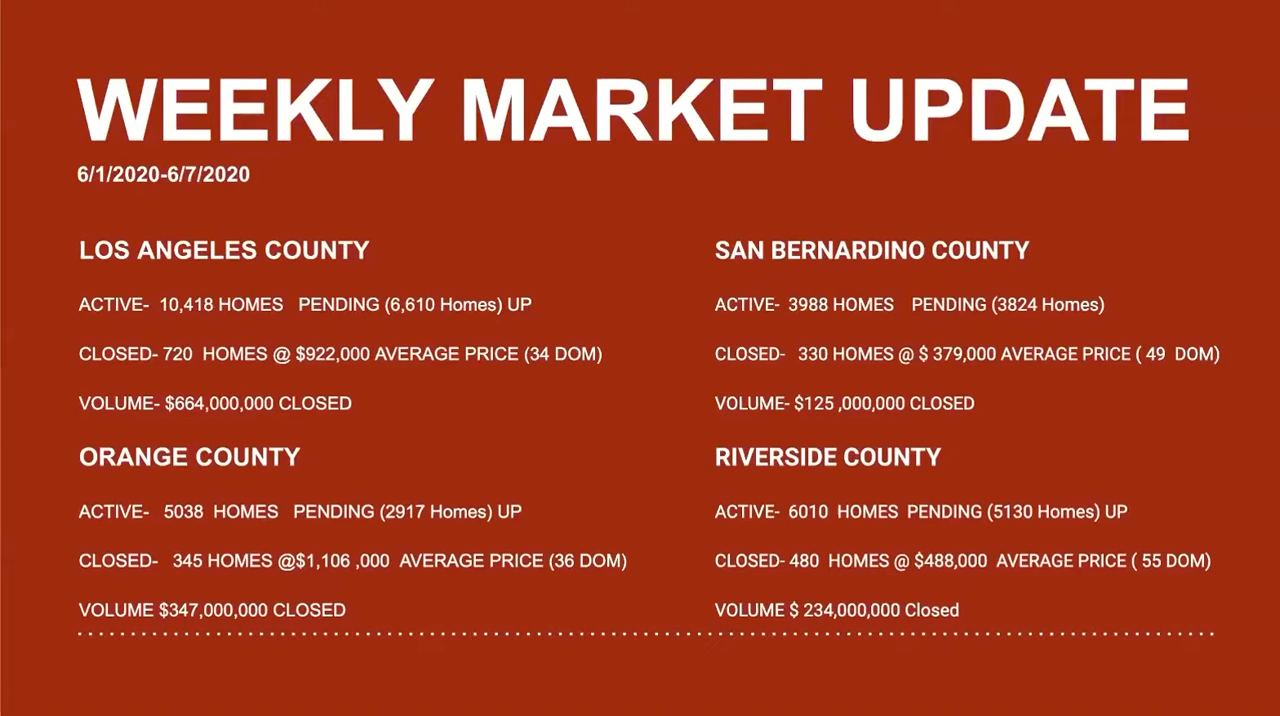 WEEKLY MARKET UPDATE
6/1/2020-6/7/2020
LOS ANGELES COUNTY
ACTIVE- 10,418 HOMES PENDING (6,610 Homes) UP
CLOSED- 720 HOMES @ $922,000 AVERAGE PRICE (34 DOM)
VOLUME- $664,000,000 CLOSED
ORANGE COUNTY
ACTIVE- 5038 HOMES PENDING (2917 Homes) UP
CLOSED- 345 HOMES @$1,106 ,000 AVERAGE PRICE (36 DOM)
VOLUME $347,000,000 CLOSED
SAN BERNARDINO COUNTY
ACTIVE- 3988 HOMES PENDING (3824 Homes)
CLOSED- 330 HOMES @ $ 379,000 AVERAGE PRICE ( 49 DOM)
VOLUME- $125 ,000,000 CLOSED
RIVERSIDE COUNTY
ACTIVE- 6010 HOMES PENDING (5130 Homes) UP
CLOSED- 480 HOMES @ $488,000 AVERAGE PRICE ( 55 DOM)
VOLUME $ 234,000,000 Closed